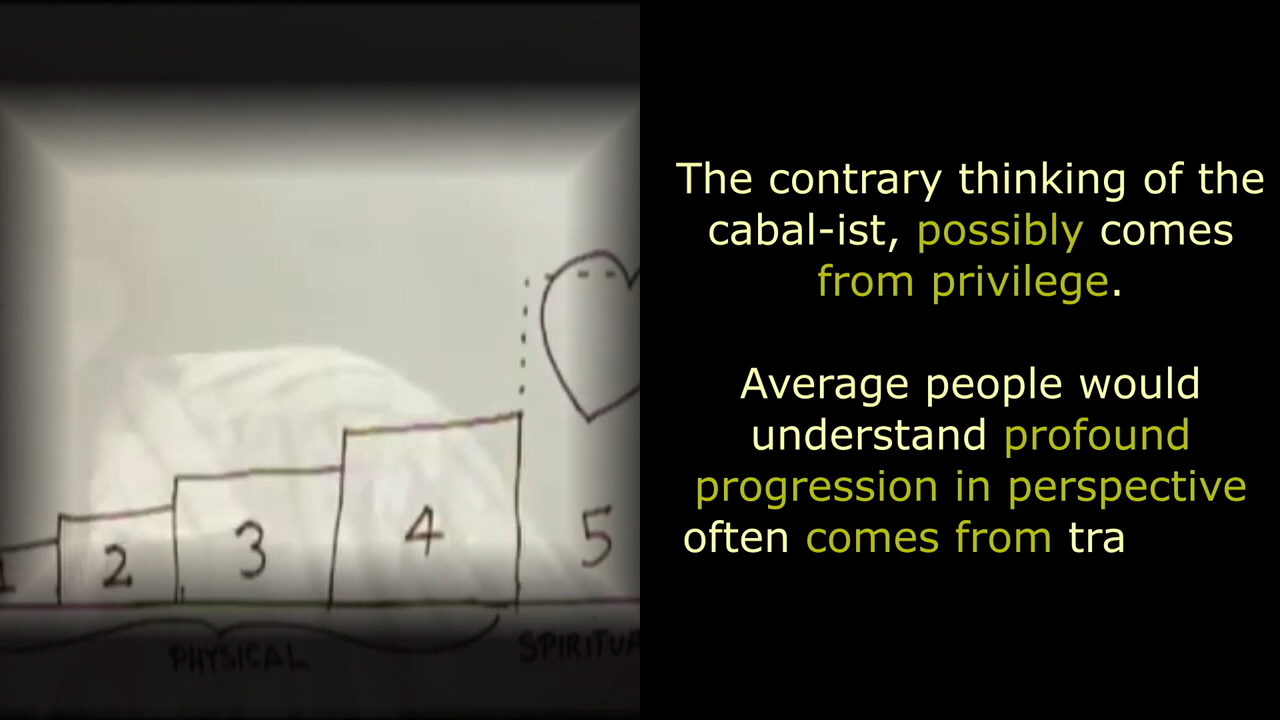 1 2 3 4 5
PHYSICAL
The contrary thinking of the
cabal-ist, possibly comes
from privilege.
Average people would
understand profound
progression in perspective
often comes from tra